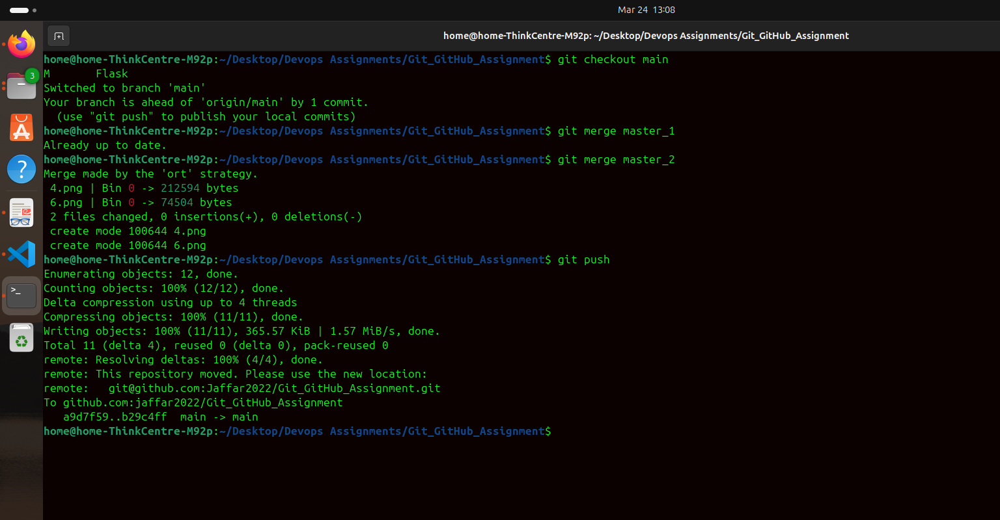 Mar 24  13:08
home@home-ThinkCentre-M92p: ~/Desktop/Devops Assignments/Git_GitHub_Assignment
home@home-ThinkCentre-M92p:~/Desktop/Devops Assignments/Git_GitHub_Assignment$ git checkout main
M       Flask
3
Switched to branch 'main'
Your branch is ahead of 'origin/main' by 1 commit.
  (use "git push" to publish your local commits)
home@home-ThinkCentre-M92p:~/Desktop/Devops Assignments/Git_GitHub_Assignment$ git merge master_1
Already up to date.
home@home-ThinkCentre-M92p:~/Desktop/Devops Assignments/Git_GitHub_Assignment$ git merge master_2
Merge made by the 'ort' strategy.
 4.png | Bin 0 -> 212594 bytes
 6.png | Bin 0 -> 74504 bytes
 2 files changed, 0 insertions(+), 0 deletions(-)
 create mode 100644 4.png
 create mode 100644 6.png
home@home-ThinkCentre-M92p:~/Desktop/Devops Assignments/Git_GitHub_Assignment$ git push
Enumerating objects: 12, done.
Counting objects: 100% (12/12), done.
Delta compression using up to 4 threads
Compressing objects: 100% (11/11), done.
Writing objects: 100% (11/11), 365.57 KiB | 1.57 MiB/s, done.
Total 11 (delta 4), reused 0 (delta 0), pack-reused 0
remote: Resolving deltas: 100% (4/4), done.
remote: This repository moved. Please use the new location:
remote:   git@github.com:Jaffar2022/Git_GitHub_Assignment.git
To github.com:jaffar2022/Git_GitHub_Assignment
   a9d7f59..b29c4ff  main -> main
home@home-ThinkCentre-M92p:~/Desktop/Devops Assignments/Git_GitHub_Assignment$